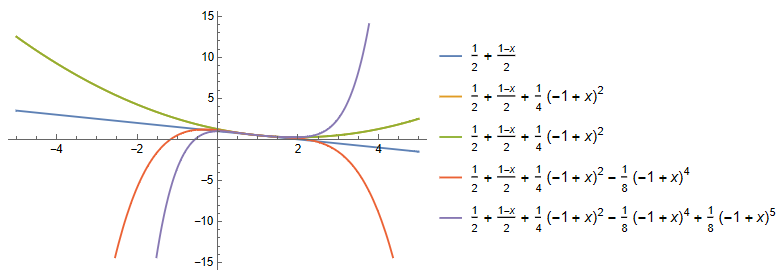 15
10
5
-4 -2 2 4
-5
-10
-15
1/2 + (1-x)/2
1/2 + (1-x)/2 + 1/4 (-1 + x)^2
1/2 + (1-x)/2 + 1/4 (-1 + x)^2
1/2 + (1-x)/2 + 1/4 (-1 + x)^2 - 1/8 (-1 + x)^4
1/2 + (1-x)/2 + 1/4 (-1 + x)^2 - 1/8 (-1 + x)^4 + 1/8 (-1 + x)^5